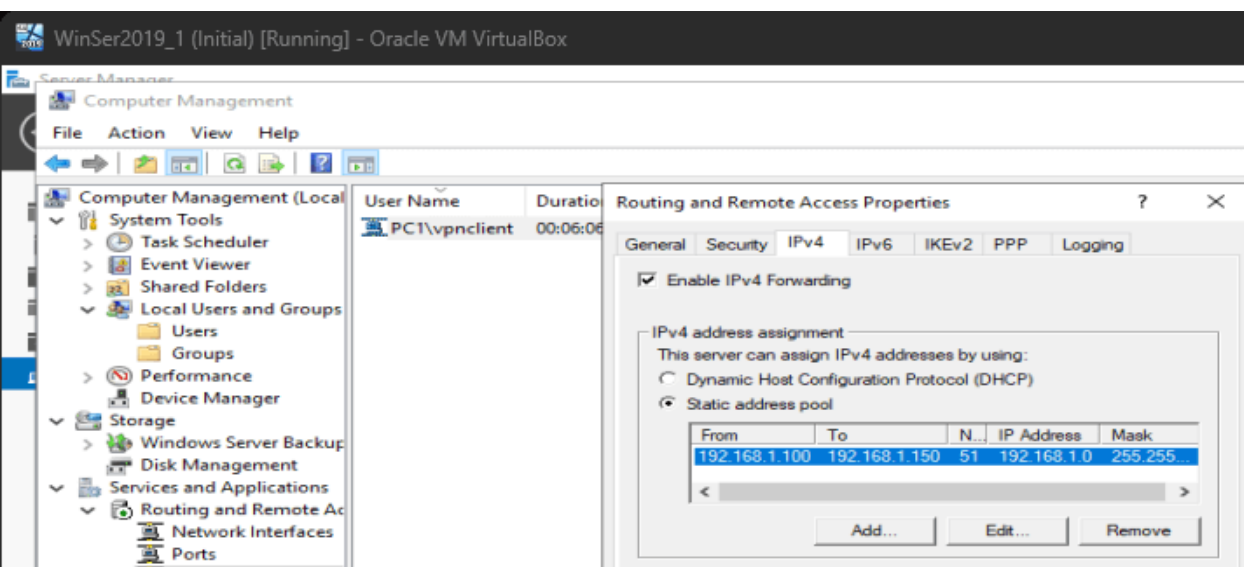 WinSer2019_1 (Initial) [Running] - Oracle VM VirtualBox
Server Manager
Computer Management
File Action View Help
Computer Management (Local
System Tools
Task Scheduler
Event Viewer
Shared Folders
Local Users and Groups
Users
Groups
Performance
Device Manager
Storage
Windows Server Backup
Disk Management
Services and Applications
Routing and Remote Ac
Network Interfaces
Ports
User Name Duratio
PC1\vpnclient 00:06:06
Routing and Remote Access Properties ?
General Security IPv4 IPv6 IKEv2 PPP Logging
Enable IPv4 Forwarding
IPv4 address assignment
This server can assign IPv4 addresses by using:
Dynamic Host Configuration Protocol (DHCP)
Static address pool
From To N... IP Address Mask
192.168.1.100 192.168.1.150 51 192.168.1.0 255.255...
Add... Edit... Remove